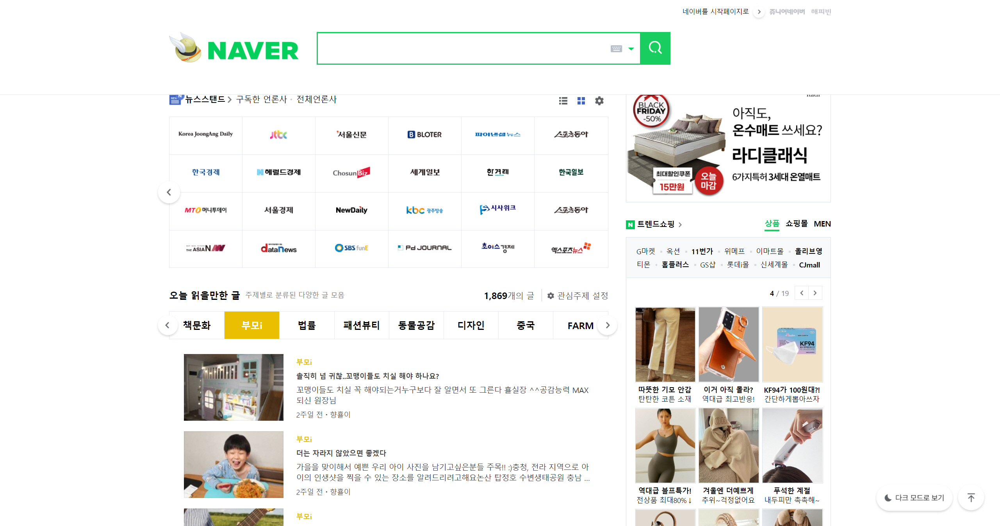 네이버를 시작페이지로
쥬니어네이버 해피빈
NAVER
뉴스스탠드 구독한 언론사 · 전체언론사
Korea JoongAng Daily
jtbc
서울신문
B BLOTER
파이낸셜뉴스
스포츠동아
한국경제
헤럴드경제
ChosunBiz
세계일보
한겨레
한국일보
MTO 머니투데이
서울경제
NewDaily
kbc 광주방송
시사위크
스포츠동아
THE ASIAN
dataNews
SBS funE
Pd JOURNAL
초이스경제
엑스포츠뉴스
오늘 읽을만한 글 주제별로 분류된 다양한 글 모음
1,869개의 글 관심주제 설정
책문화 부모i 법률 패션뷰티 동물공감 디자인 중국 FARM
부모i
솔직히 넘 귀찮..꼬맹이들도 치실 해야 하나요?
꼬맹이들도 치실 꼭 해야되는거누구보다 잘 알면서 또 그른다 횰실장 ^^공감능력 MAX
되신 원장님
2주일 전 · 향횰이
부모i
더는 자라지 않았으면 좋겠다
가을을 맞이해서 예쁜 우리 아이 사진을 남기고싶은분들 주목!! :)충청, 전라 지역으로 아
이의 인생샷을 찍을 수 있는 장소를 알려드리려고해요논산 탑정호 수변생태공원 충남 ...
2주일 전 · 향횰이
부모i
BLACK
FRIDAY
-50%
아직도,
온수매트 쓰세요?
라디클래식
6가지특허 3세대 온열매트
최대할인쿠폰
15만원
오늘
마감
N 트렌드쇼핑
상품 쇼핑몰 MEN
G마켓 옥션 11번가 위메프 이마트몰 올리브영
티몬 홈플러스 GS샵 롯데i몰 신세계몰 CJmall
4 / 19
KF94
따뜻한 기모 안감
탄탄한 코튼 소재
이거 아직 몰라?
역대급 최고반응!
KF94가 100원대?!
간단하게뽑아쓰자
역대급 블프특가!
전상품 최대80%↓
겨울엔 더예쁘게
추위~걱정없어요
푸석한 계절
내두피만 촉촉해~
다크 모드로 보기